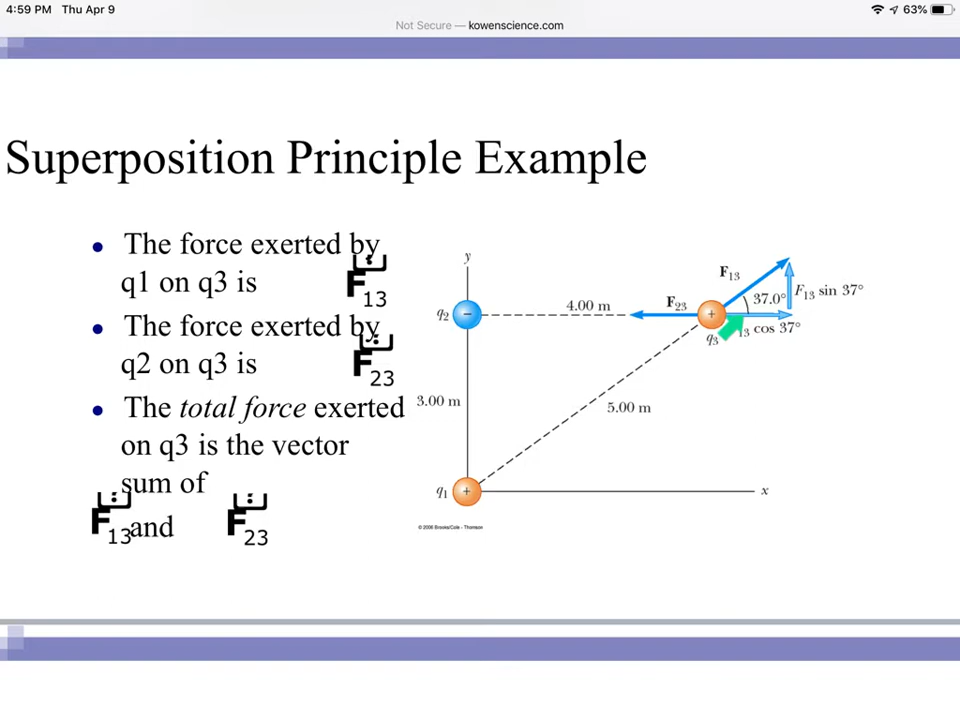 4:59 PM Thu Apr 9
63%
Not Secure — kowenscience.com
Superposition Principle Example
• The force exerted by
q1 on q3 is F13
• The force exerted by
q2 on q3 is F23
• The total force exerted
on q3 is the vector
sum of
F13 and F23
y
F13
37.0°
F13 sin 37°
q2
−
4.00 m
F23
+
q3
13 cos 37°
3.00 m
5.00 m
q1
+
x
© 2006 Brooks/Cole - Thomson